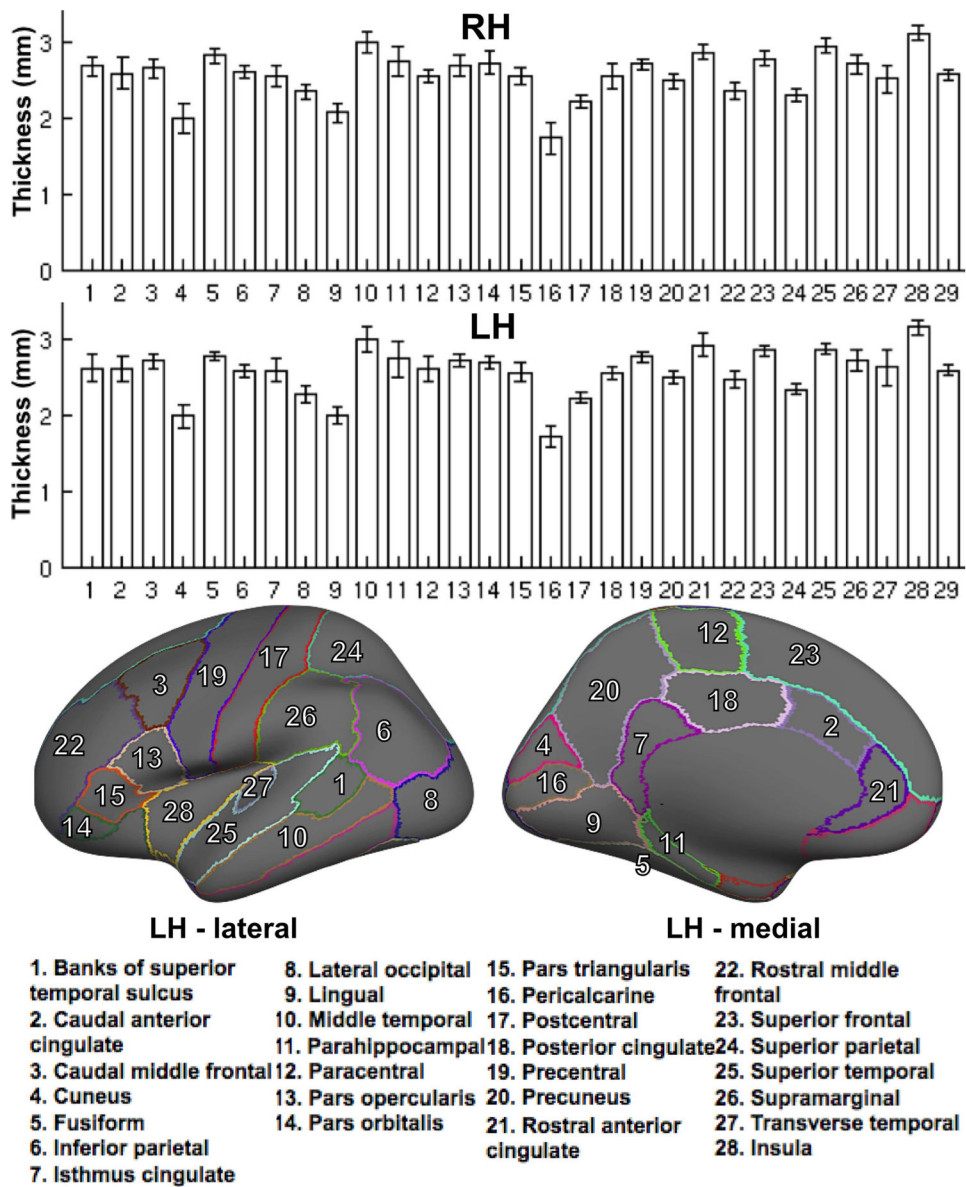 RH
Thickness (mm)
3
2
1
0
1 2 3 4 5 6 7 8 9 10 11 12 13 14 15 16 17 18 19 20 21 22 23 24 25 26 27 28 29
LH
Thickness (mm)
3
2
1
0
1 2 3 4 5 6 7 8 9 10 11 12 13 14 15 16 17 18 19 20 21 22 23 24 25 26 27 28 29
3 19 17 24
22 13 26 6
15 27 1 8
14 28 25 10
12 23
20 18 2
4 7
16 21
9 11
5
LH - lateral
LH - medial
1. Banks of superior
temporal sulcus
2. Caudal anterior
cingulate
3. Caudal middle frontal
4. Cuneus
5. Fusiform
6. Inferior parietal
7. Isthmus cingulate
8. Lateral occipital
9. Lingual
10. Middle temporal
11. Parahippocampal
12. Paracentral
13. Pars opercularis
14. Pars orbitalis
15. Pars triangularis
16. Pericalcarine
17. Postcentral
18. Posterior cingulate
19. Precentral
20. Precuneus
21. Rostral anterior
cingulate
22. Rostral middle
frontal
23. Superior frontal
24. Superior parietal
25. Superior temporal
26. Supramarginal
27. Transverse temporal
28. Insula